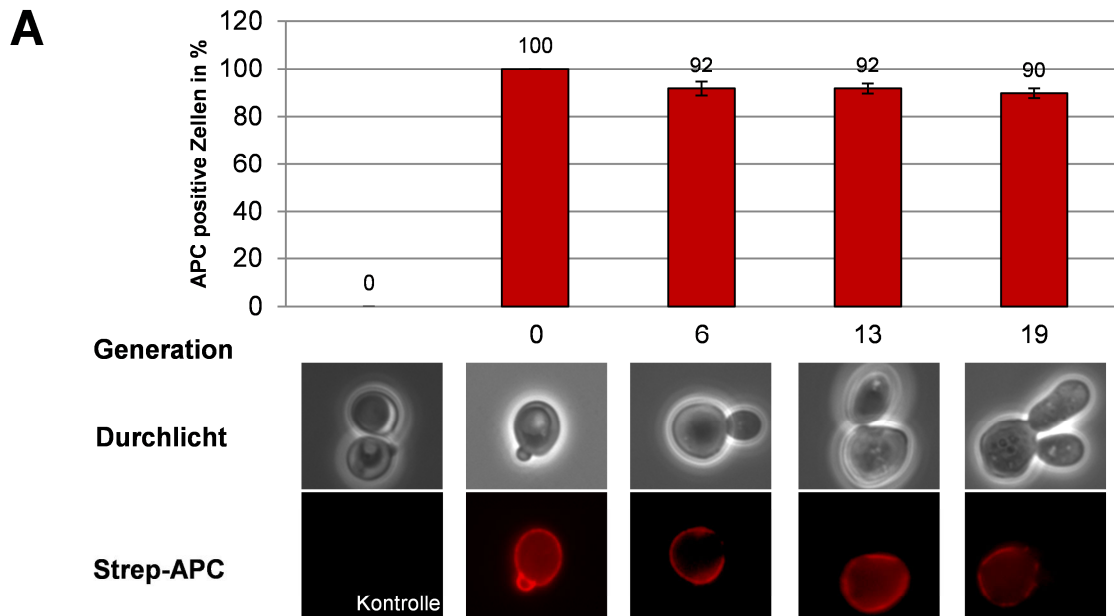 A
APC positive Zellen in %
120
100
80
60
40
20
0
0
100
92
92
90
Generation
0
6
13
19
Durchlicht
Strep-APC
Kontrolle